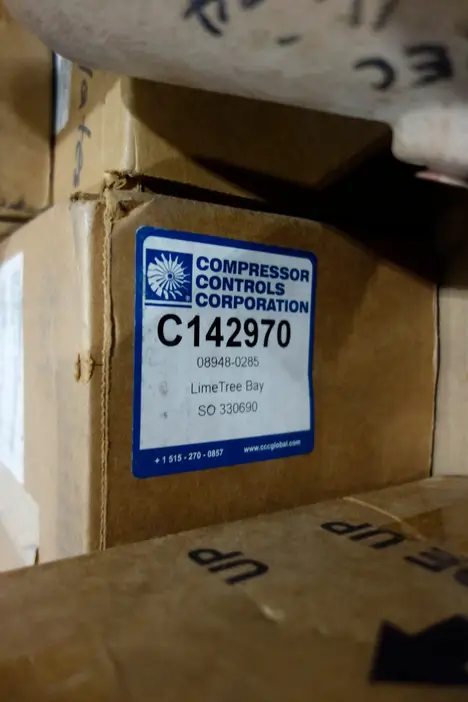 COMPRESSOR
CONTROLS
CORPORATION
C142970
08948-0285
LimeTree Bay
SO 330690
+ 1 515 - 270 - 0857 www.cccglobal.com
UP
UP
E UP